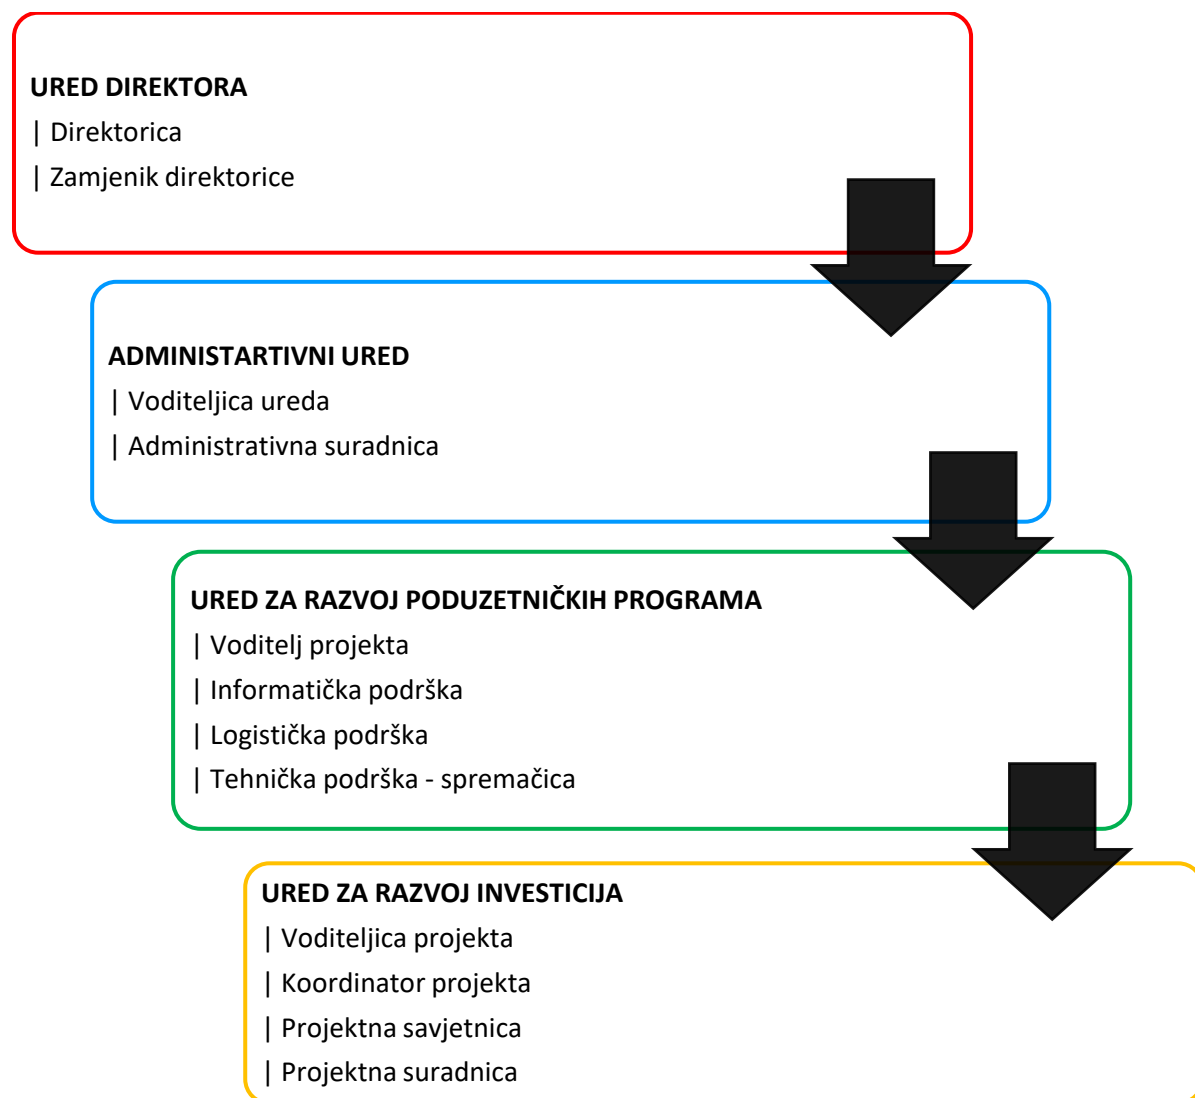 URED DIREKTORA
| Direktorica
| Zamjenik direktorice
ADMINISTARTIVNI URED
| Voditeljica ureda
| Administrativna suradnica
URED ZA RAZVOJ PODUZETNIČKIH PROGRAMA
| Voditelj projekta
| Informatička podrška
| Logistička podrška
| Tehnička podrška - spremačica
URED ZA RAZVOJ INVESTICIJA
| Voditeljica projekta
| Koordinator projekta
| Projektna savjetnica
| Projektna suradnica